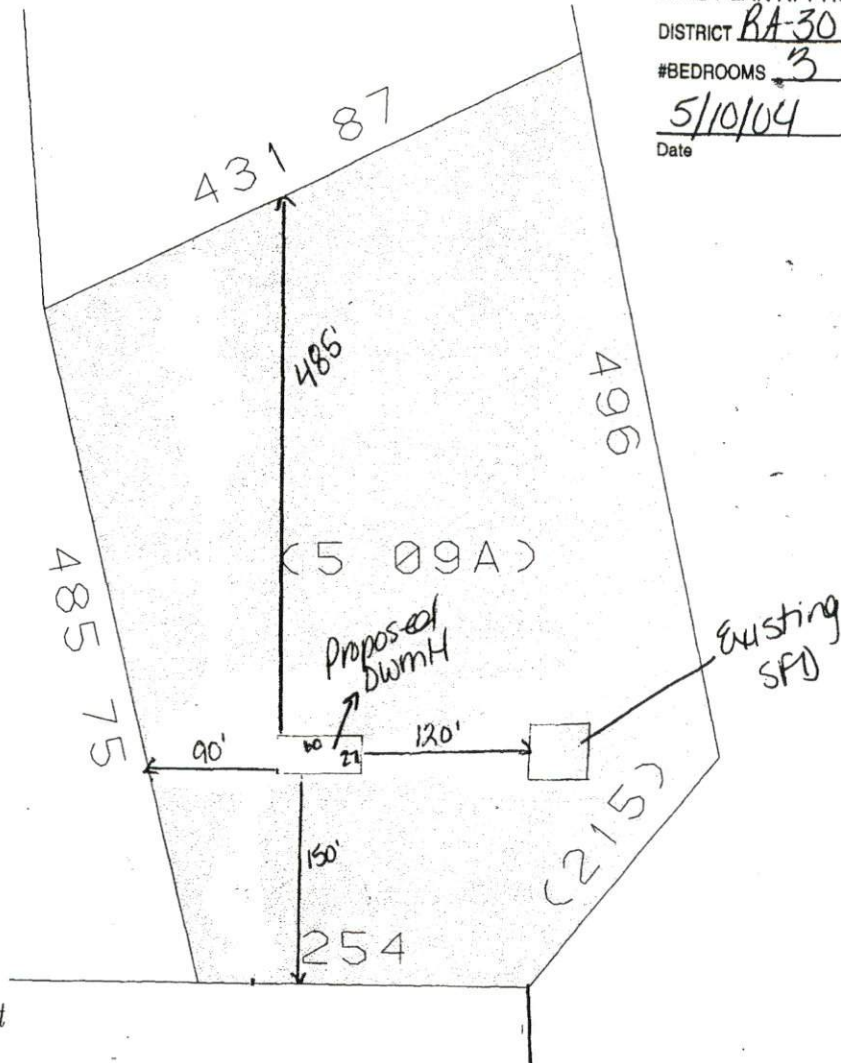 DISTRICT RA-30
#BEDROOMS 3
5/10/04
Date
431 87
485'
496
(5 09A)
Proposed
DWMH
Existing
SFD
485 75
60
27
90'
120'
150'
(215)
254